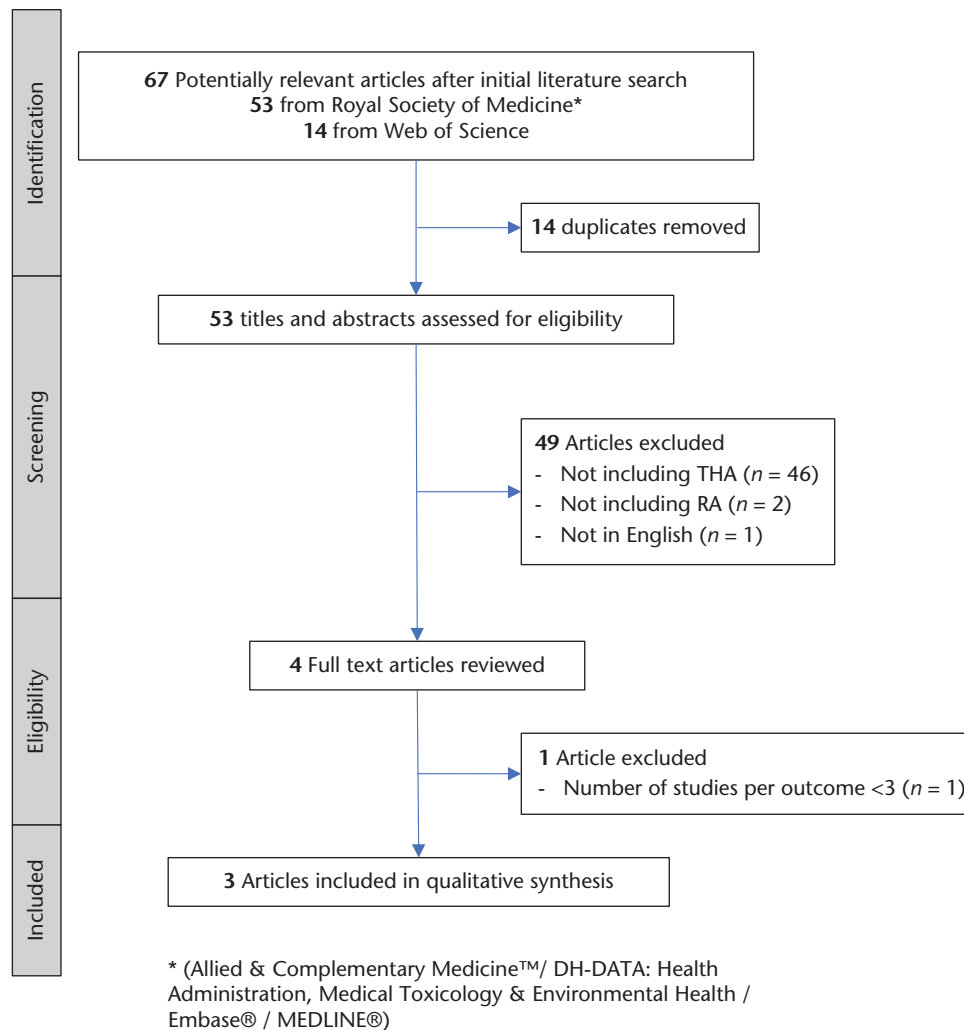 Identification
67 Potentially relevant articles after initial literature search
53 from Royal Society of Medicine*
14 from Web of Science
14 duplicates removed
Screening
53 titles and abstracts assessed for eligibility
49 Articles excluded
- Not including THA (n = 46)
- Not including RA (n = 2)
- Not in English (n = 1)
Eligibility
4 Full text articles reviewed
1 Article excluded
- Number of studies per outcome <3 (n = 1)
Included
3 Articles included in qualitative synthesis
* (Allied & Complementary Medicine™/ DH-DATA: Health
Administration, Medical Toxicology & Environmental Health /
Embase® / MEDLINE®)